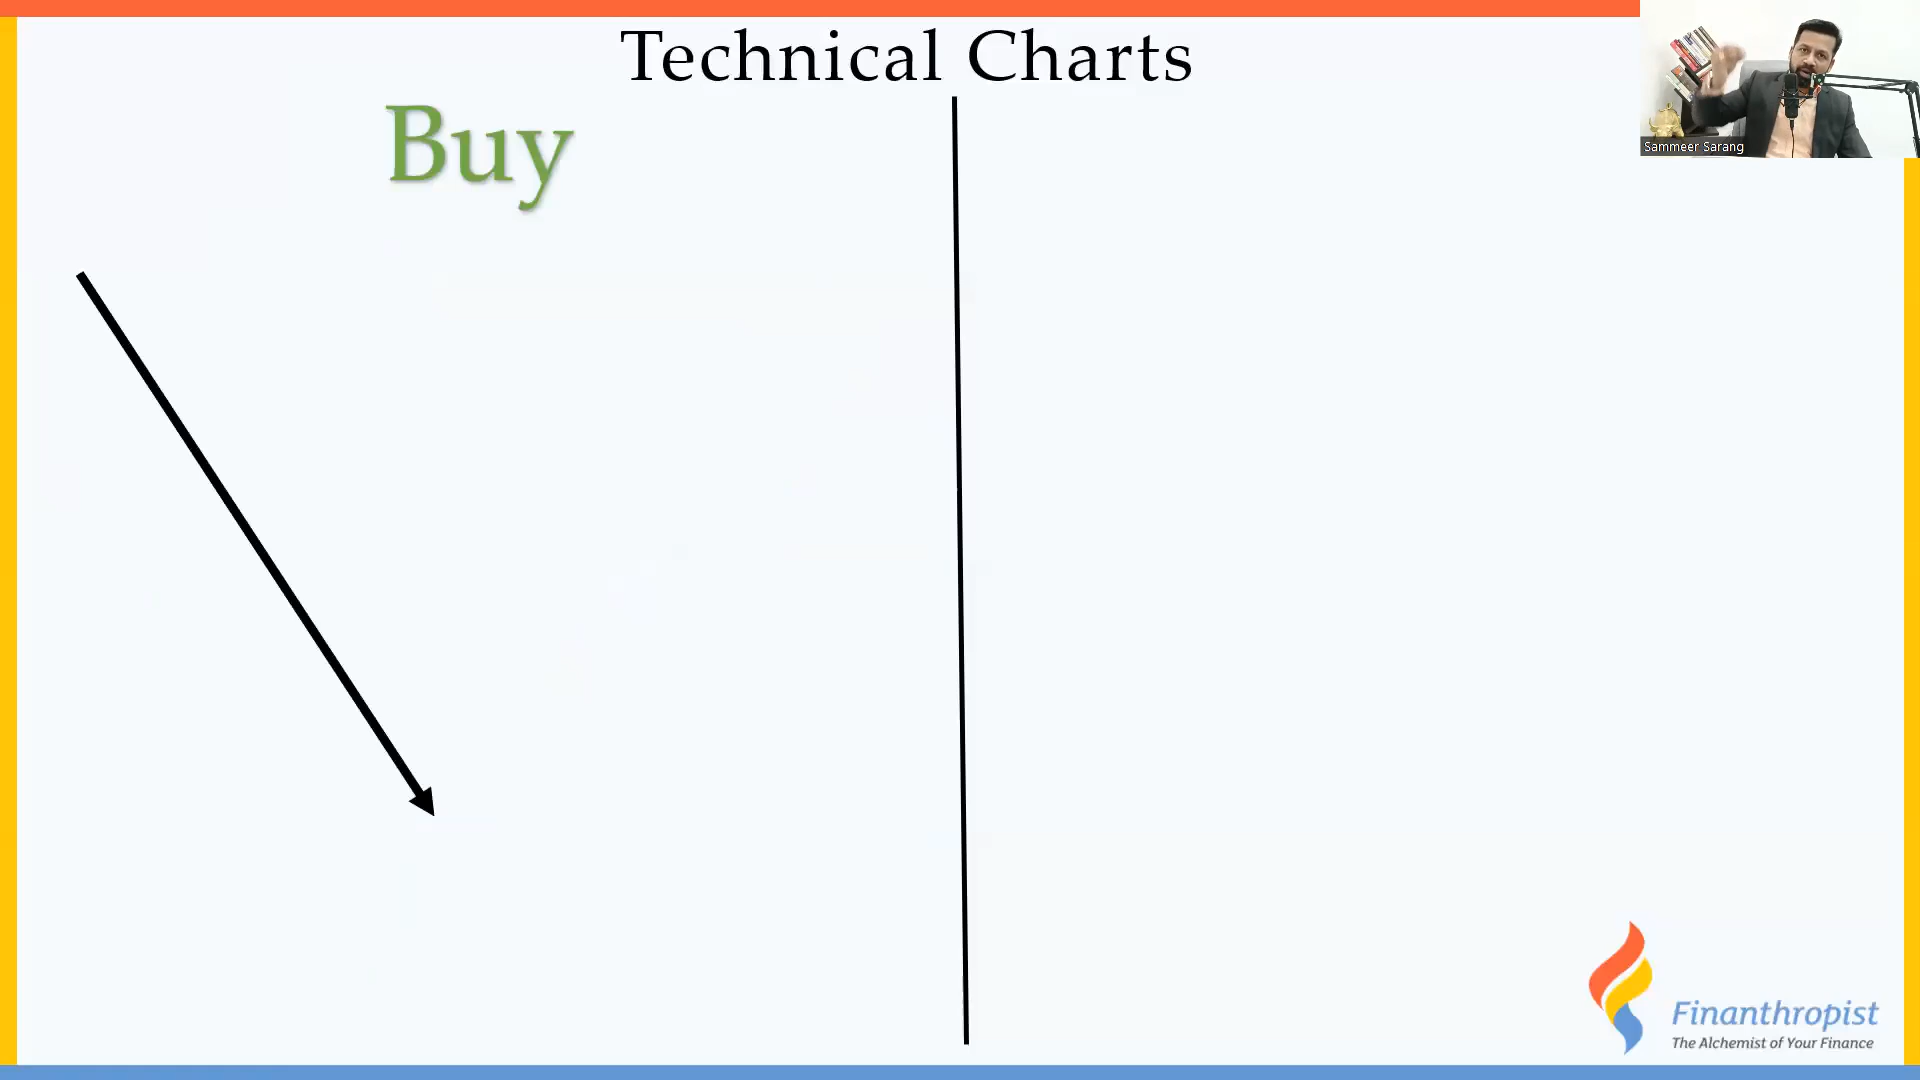 Technical Charts
Buy
Sammeer Sarang
Finanthropist
The Alchemist of Your Finance